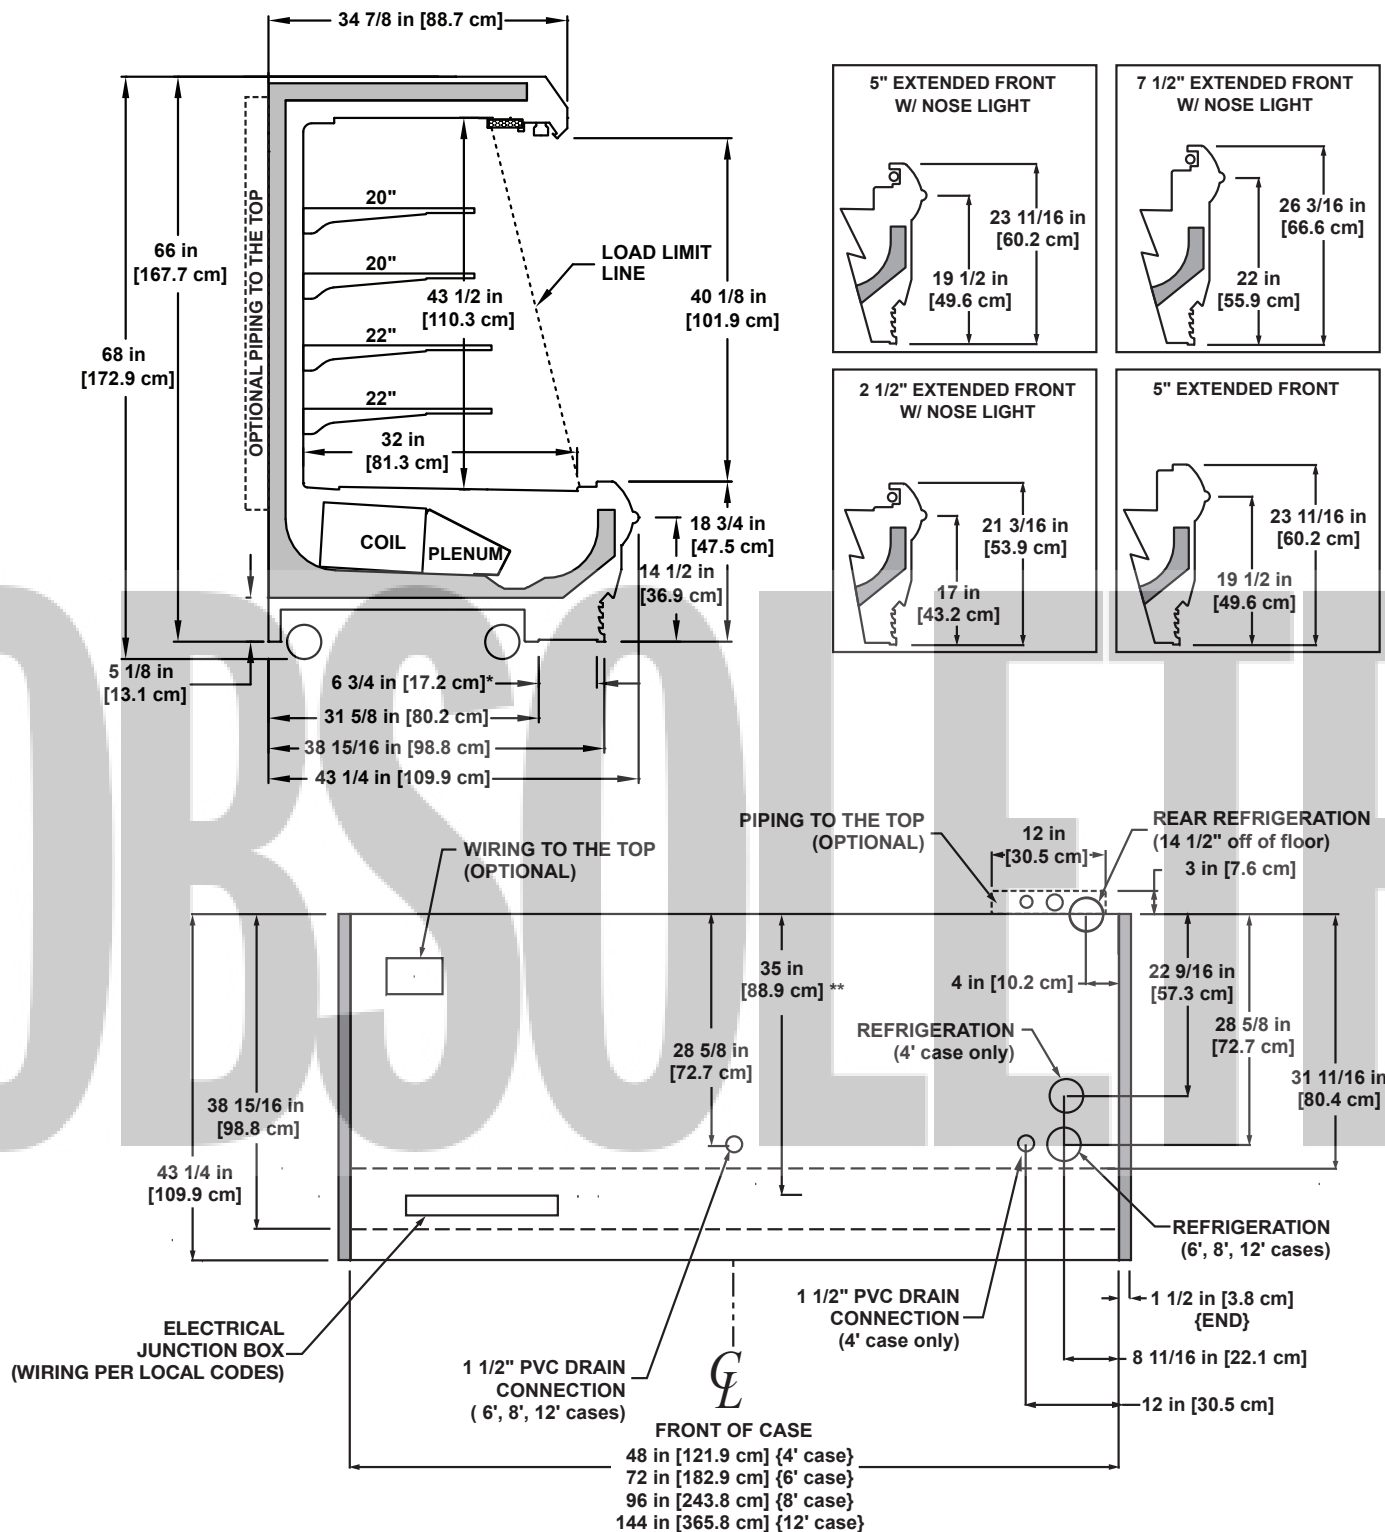 34 7/8 in [88.7 cm]
66 in
[167.7 cm]
68 in
[172.9 cm]
OPTIONAL PIPING TO THE TOP
20"
20"
22"
22"
43 1/2 in
[110.3 cm]
32 in
[81.3 cm]
LOAD LIMIT
LINE
40 1/8 in
[101.9 cm]
COIL
PLENUM
18 3/4 in
[47.5 cm]
14 1/2 in
[36.9 cm]
5 1/8 in
[13.1 cm]
6 3/4 in [17.2 cm]*
31 5/8 in [80.2 cm]
38 15/16 in [98.8 cm]
43 1/4 in [109.9 cm]
5" EXTENDED FRONT
W/ NOSE LIGHT
23 11/16 in
[60.2 cm]
19 1/2 in
[49.6 cm]
7 1/2" EXTENDED FRONT
W/ NOSE LIGHT
26 3/16 in
[66.6 cm]
22 in
[55.9 cm]
2 1/2" EXTENDED FRONT
W/ NOSE LIGHT
21 3/16 in
[53.9 cm]
17 in
[43.2 cm]
5" EXTENDED FRONT
23 11/16 in
[60.2 cm]
19 1/2 in
[49.6 cm]
OBSOLETE
WIRING TO THE TOP
(OPTIONAL)
PIPING TO THE TOP
(OPTIONAL)
12 in
[30.5 cm]
REAR REFRIGERATION
(14 1/2" off of floor)
3 in [7.6 cm]
35 in
[88.9 cm] **
4 in [10.2 cm]
22 9/16 in
[57.3 cm]
28 5/8 in
[72.7 cm]
REFRIGERATION
(4' case only)
28 5/8 in
[72.7 cm]
31 11/16 in
[80.4 cm]
38 15/16 in
[98.8 cm]
43 1/4 in
[109.9 cm]
REFRIGERATION
(6', 8', 12' cases)
1 1/2" PVC DRAIN
CONNECTION
(4' case only)
1 1/2 in [3.8 cm]
{END}
ELECTRICAL
JUNCTION BOX
(WIRING PER LOCAL CODES)
1 1/2" PVC DRAIN
CONNECTION
( 6', 8', 12' cases)
8 11/16 in [22.1 cm]
12 in [30.5 cm]
CL
FRONT OF CASE
48 in [121.9 cm] {4' case}
72 in [182.9 cm] {6' case}
96 in [243.8 cm] {8' case}
144 in [365.8 cm] {12' case}